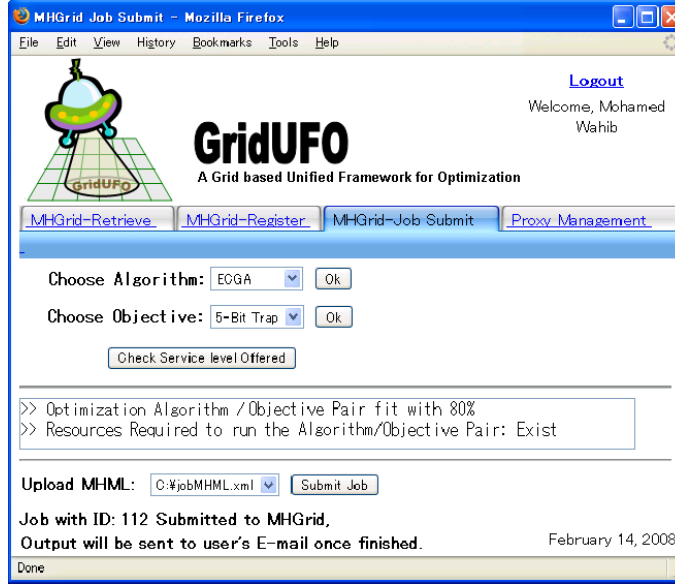 MHGrid Job Submit - Mozilla Firefox
File Edit View History Bookmarks Tools Help
Logout
Welcome, Mohamed
Wahib
GridUFO
GridUFO
A Grid based Unified Framework for Optimization
MHGrid-Retrieve MHGrid-Register MHGrid-Job Submit Proxy Management
Choose Algorithm: ECGA Ok
Choose Objective: 5-Bit Trap Ok
Check Service level Offered
>> Optimization Algorithm /Objective Pair fit with 80%
>> Resources Required to run the Algorithm/Objective Pair: Exist
Upload MHML: C:¥jobMHML.xml Submit Job
Job with ID: 112 Submitted to MHGrid,
Output will be sent to user's E-mail once finished.
February 14, 2008
Done